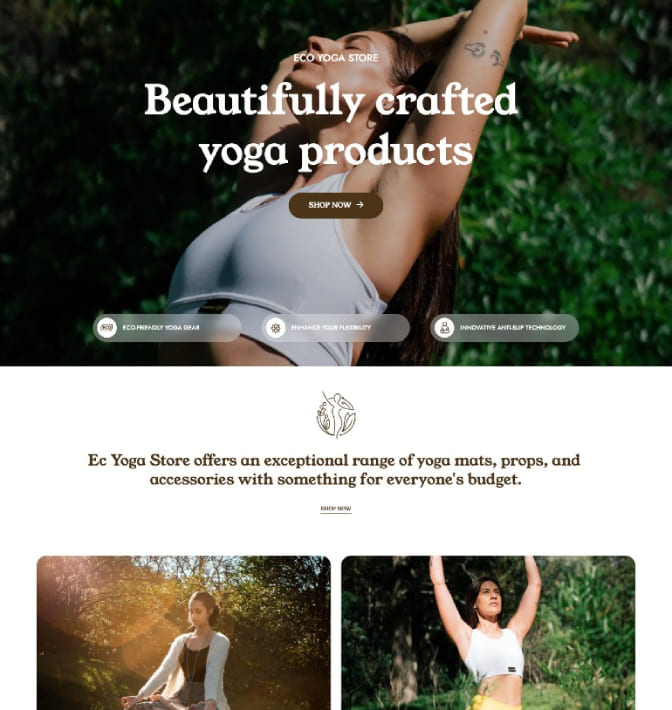 ECO YOGA STORE
Beautifully crafted
yoga products
SHOP NOW
ECO-FRIENDLY YOGA GEAR
ENHANCE YOUR FLEXIBILITY
INNOVATIVE ANTI-SLIP TECHNOLOGY
Ec Yoga Store offers an exceptional range of yoga mats, props, and
accessories with something for everyone's budget.
SHOP NOW